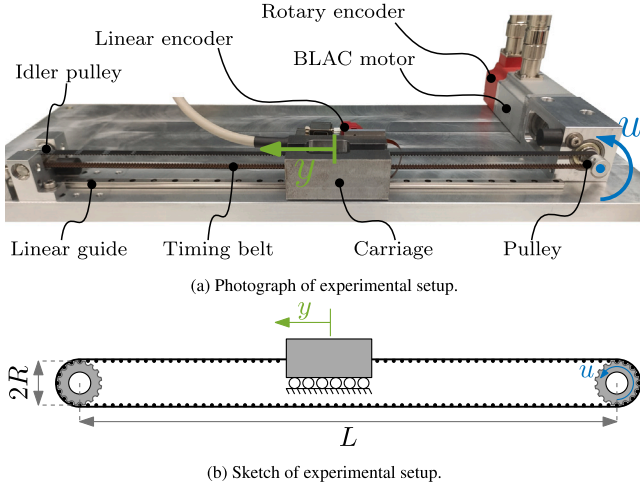 Rotary encoder
Linear encoder
BLAC motor
Idler pulley
u
y
Linear guide
Timing belt
Carriage
Pulley
(a) Photograph of experimental setup.
y
2R
u
L
(b) Sketch of experimental setup.